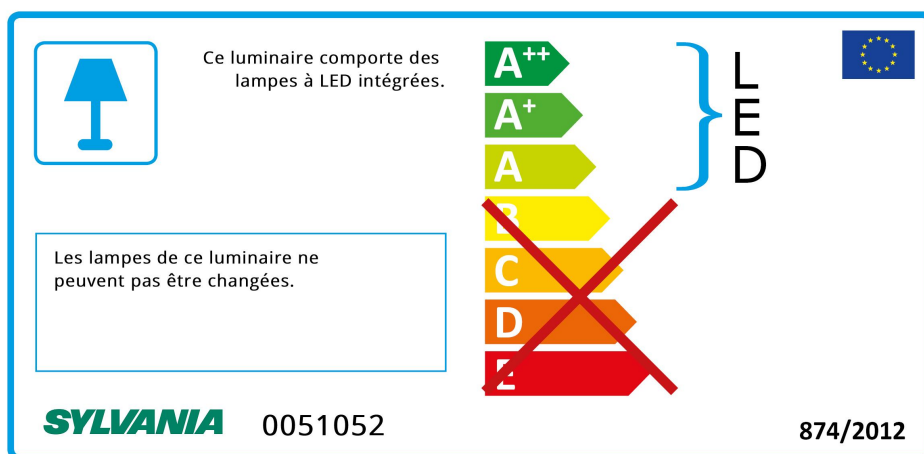 Ce luminaire comporte des
lampes à LED intégrées.
A++
A+
A
B
C
D
E
LED
Les lampes de ce luminaire ne
peuvent pas être changées.
SYLVANIA 0051052
874/2012